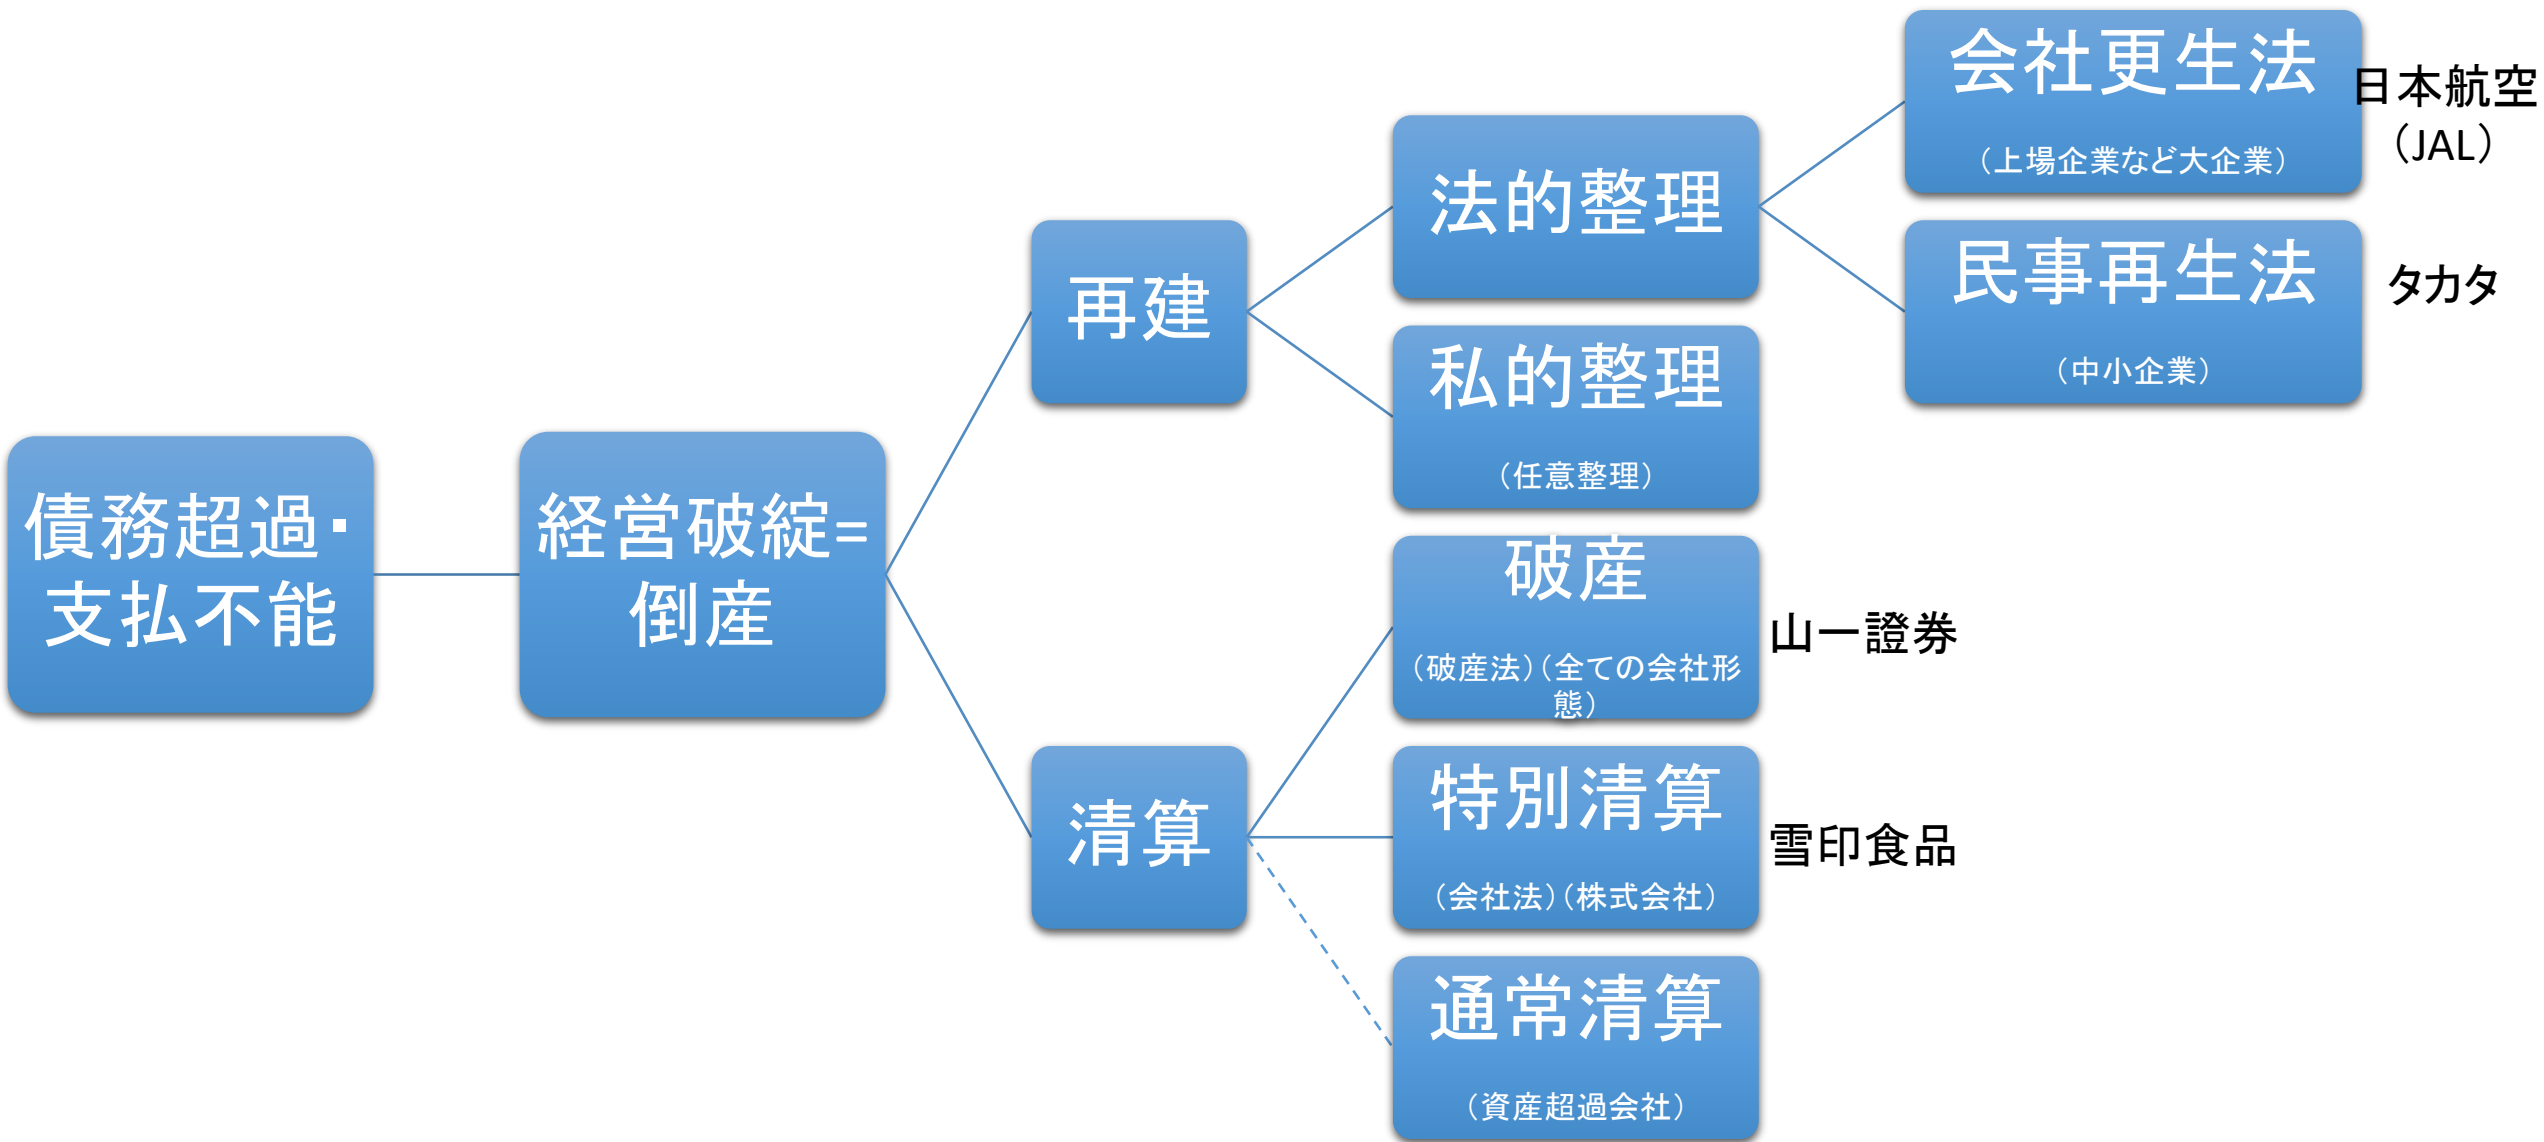 債務超過・
支払不能
経営破綻=
倒産
再建
法的整理
会社更生法
（上場企業など大企業）
日本航空
（JAL）
民事再生法
（中小企業）
タカタ
私的整理
（任意整理）
清算
破産
（破産法）（全ての会社形
態）
山一證券
特別清算
（会社法）（株式会社）
雪印食品
通常清算
（資産超過会社）